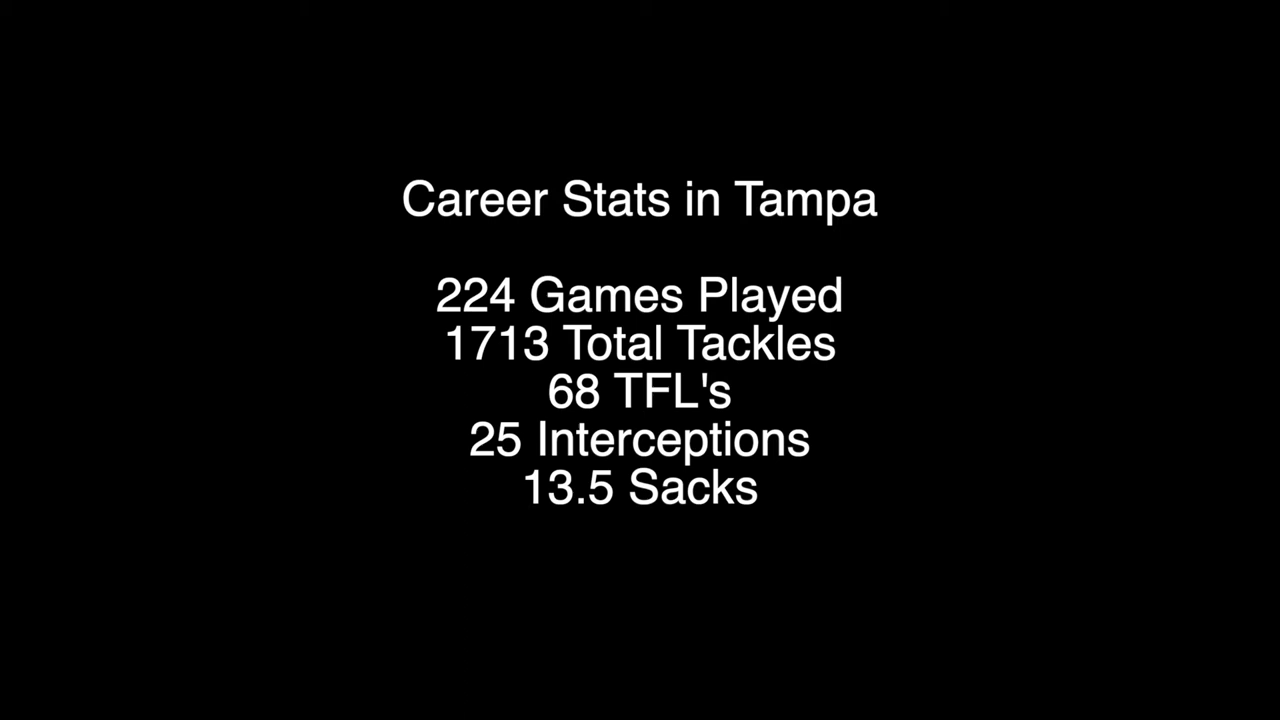 Career Stats in Tampa
224 Games Played
1713 Total Tackles
68 TFL's
25 Interceptions
13.5 Sacks